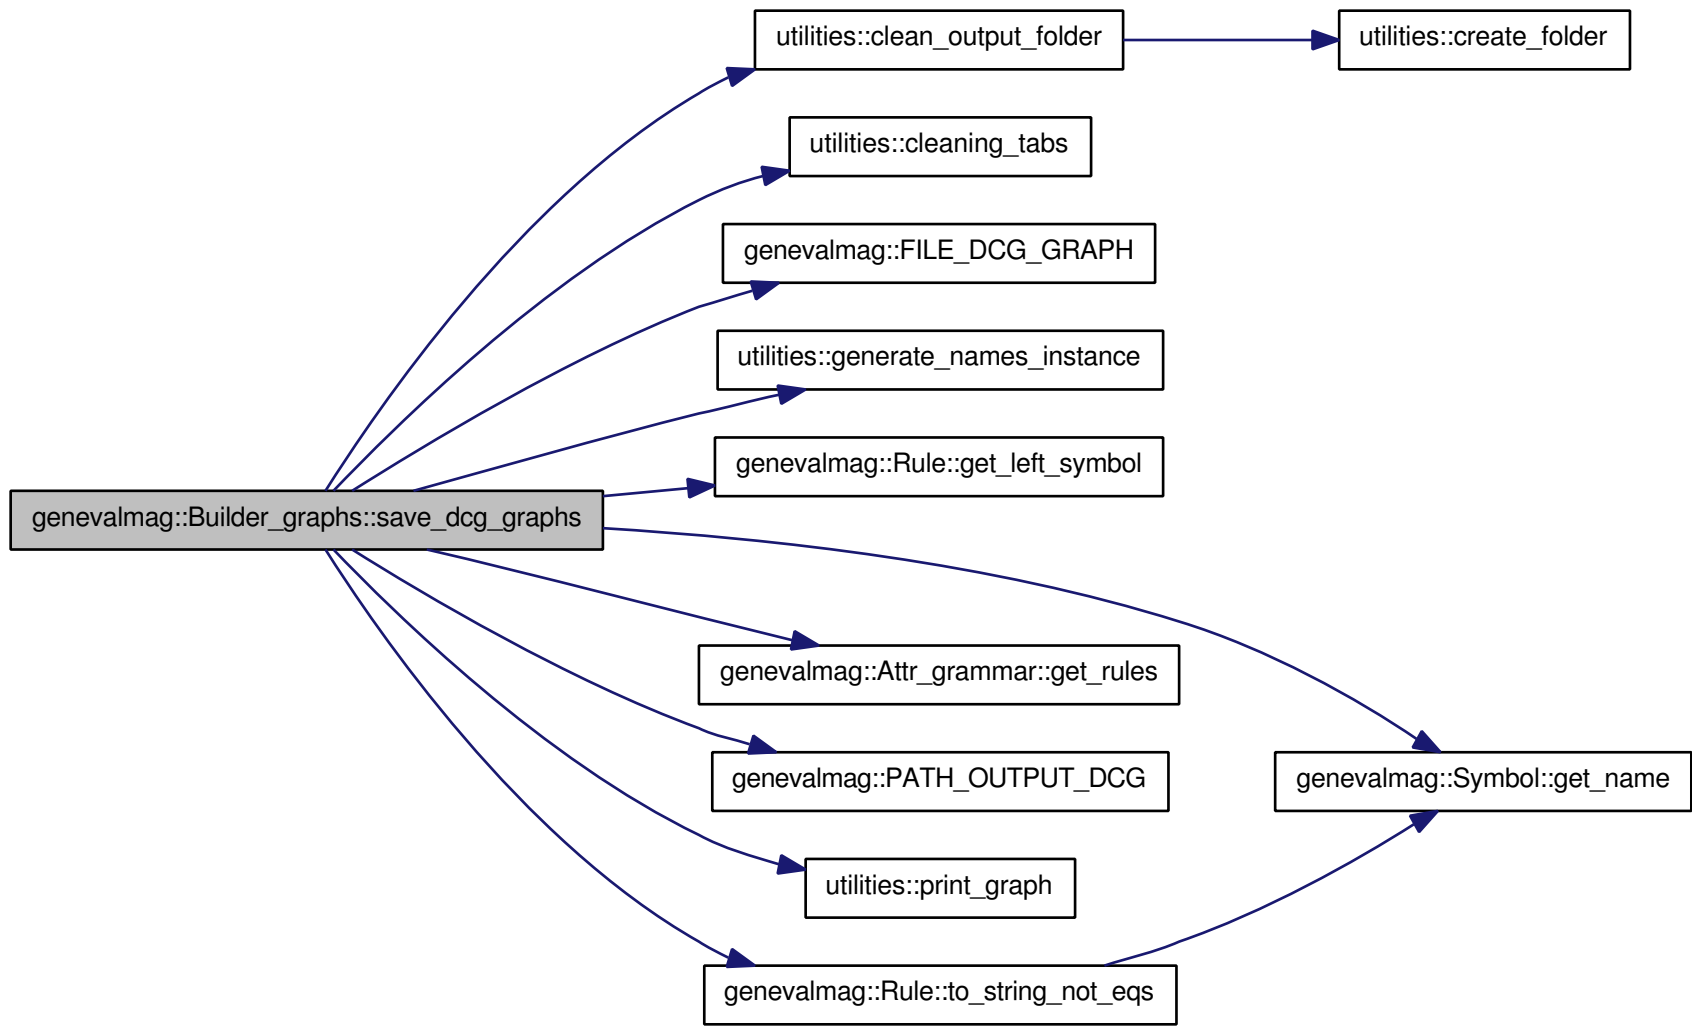 utilities::clean_output_folder
utilities::create_folder
utilities::cleaning_tabs
genevalmag::FILE_DCG_GRAPH
utilities::generate_names_instance
genevalmag::Rule::get_left_symbol
genevalmag::Builder_graphs::save_dcg_graphs
genevalmag::Attr_grammar::get_rules
genevalmag::PATH_OUTPUT_DCG
genevalmag::Symbol::get_name
utilities::print_graph
genevalmag::Rule::to_string_not_eqs